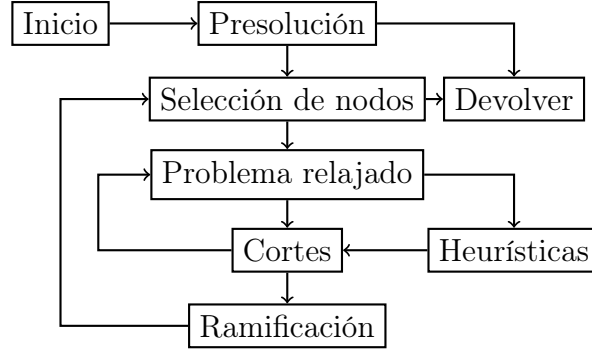 Inicio
Presolución
Selección de nodos
Devolver
Problema relajado
Cortes
Heurísticas
Ramificación